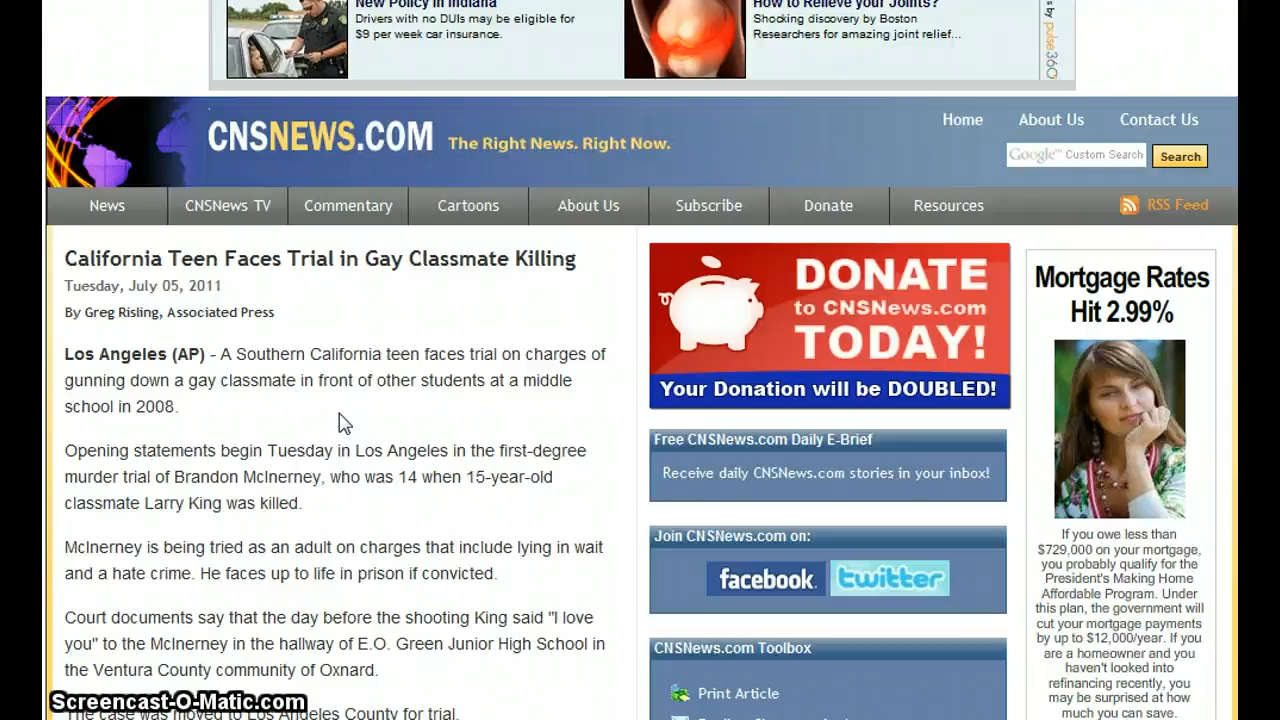 New Policy in Indiana
Drivers with no DUIs may be eligible for
$9 per week car insurance.
How to Relieve your Joints?
Shocking discovery by Boston
Researchers for amazing joint relief...
s by pulse360
CNSNEWS.COM The Right News. Right Now.
Home About Us Contact Us
Google™ Custom Search Search
News CNSNews TV Commentary Cartoons About Us Subscribe Donate Resources RSS Feed
California Teen Faces Trial in Gay Classmate Killing
Tuesday, July 05, 2011
By Greg Risling, Associated Press
Los Angeles (AP) - A Southern California teen faces trial on charges of
gunning down a gay classmate in front of other students at a middle
school in 2008.
Opening statements begin Tuesday in Los Angeles in the first-degree
murder trial of Brandon McInerney, who was 14 when 15-year-old
classmate Larry King was killed.
McInerney is being tried as an adult on charges that include lying in wait
and a hate crime. He faces up to life in prison if convicted.
Court documents say that the day before the shooting King said "I love
you" to the McInerney in the hallway of E.O. Green Junior High School in
the Ventura County community of Oxnard.
The case was moved to Los Angeles County for trial.
DONATE
to CNSNews.com
TODAY!
Your Donation will be DOUBLED!
Free CNSNews.com Daily E-Brief
Receive daily CNSNews.com stories in your inbox!
Join CNSNews.com on:
facebook. twitter
CNSNews.com Toolbox
Print Article
Mortgage Rates
Hit 2.99%
If you owe less than
$729,000 on your mortgage,
you probably qualify for the
President's Making Home
Affordable Program. Under
this plan, the government will
cut your mortgage payments
by up to $12,000/year. If you
are a homeowner and you
haven't looked into
refinancing recently, you
may be surprised at how
much you can save.
Screencast-O-Matic.com